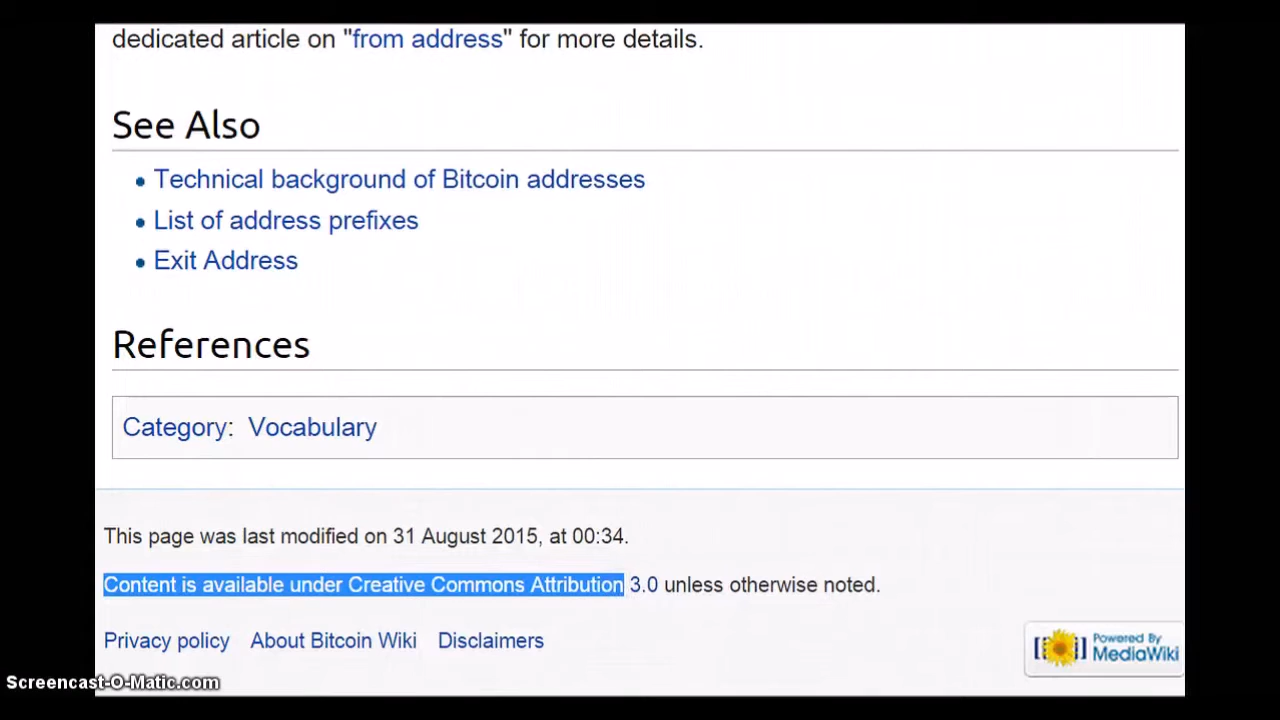 dedicated article on "from address" for more details.
See Also
Technical background of Bitcoin addresses
List of address prefixes
Exit Address
References
Category: Vocabulary
This page was last modified on 31 August 2015, at 00:34.
Content is available under Creative Commons Attribution 3.0 unless otherwise noted.
Privacy policy About Bitcoin Wiki Disclaimers
Powered By
MediaWiki
Screencast-O-Matic.com